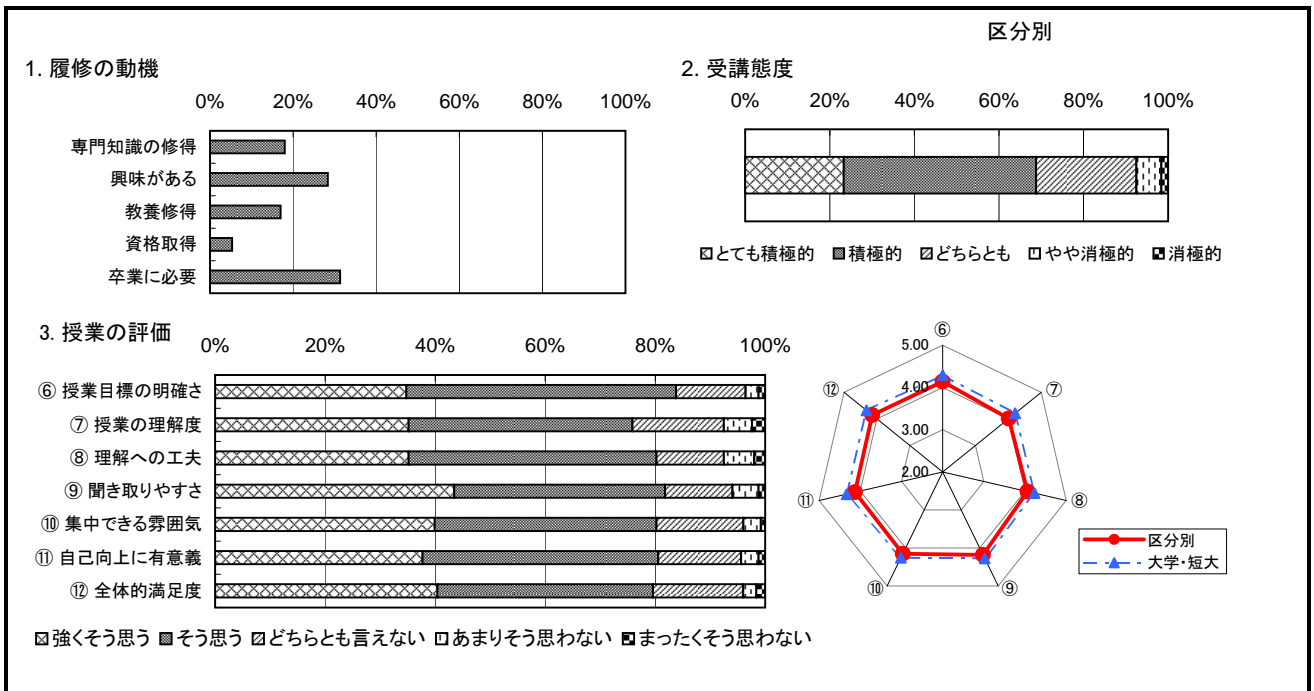 区分別
1. 履修の動機
0% 20% 40% 60% 80% 100%
専門知識の修得
興味がある
教養修得
資格取得
卒業に必要
2. 受講態度
0% 20% 40% 60% 80% 100%
とても積極的 積極的 どちらとも やや消極的 消極的
3. 授業の評価
0% 20% 40% 60% 80% 100%
⑥ 授業目標の明確さ
⑦ 授業の理解度
⑧ 理解への工夫
⑨ 聞き取りやすさ
⑩ 集中できる雰囲気
⑪ 自己向上に有意義
⑫ 全体的満足度
強くそう思う そう思う どちらとも言えない あまりそう思わない まったくそう思わない
⑥
5.00
⑫ 4.00 ⑦
3.00
2.00
⑪ ⑧
⑩ ⑨
区分別
大学・短大